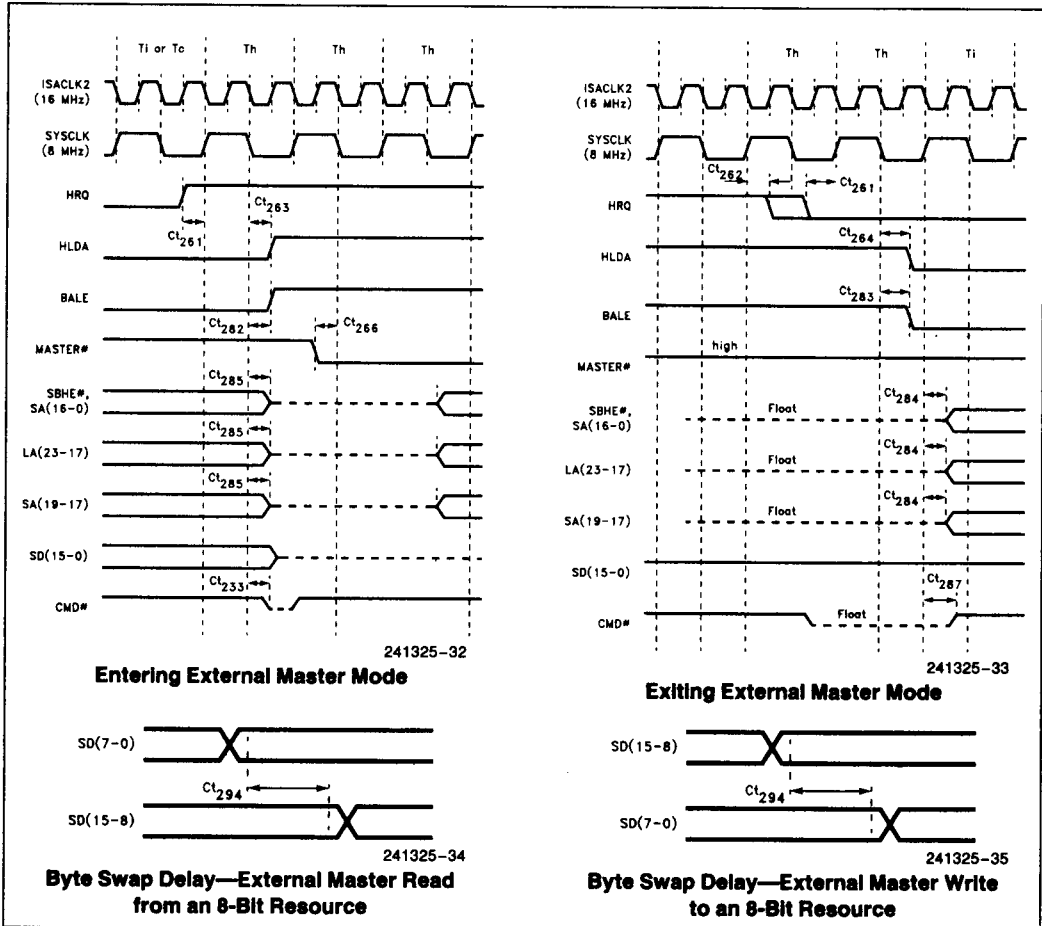 Ti or Tc Th Th Th
ISACLK2
(16 MHz)
SYSCLK
(8 MHz)
HRQ
Ct263
Ct261
HLDA
BALE
Ct282 Ct266
MASTER#
Ct285
SBHE#,
SA(16-0)
Ct285
LA(23-17)
Ct285
SA(19-17)
SD(15-0)
Ct233
CMD#
241325-32
Entering External Master Mode
Th Th Ti
ISACLK2
(16 MHz)
SYSCLK
(8 MHz)
Ct262 Ct261
HRQ
Ct264
HLDA
Ct283
BALE
high
MASTER#
Ct284
SBHE#,
SA(16-0)
Float
Ct284
LA(23-17)
Float
Ct284
SA(19-17)
Float
SD(15-0)
Ct287
CMD#
Float
241325-33
Exiting External Master Mode
SD(7-0)
Ct294
SD(15-8)
241325-34
Byte Swap Delay—External Master Read
from an 8-Bit Resource
SD(15-8)
Ct294
SD(7-0)
241325-35
Byte Swap Delay—External Master Write
to an 8-Bit Resource